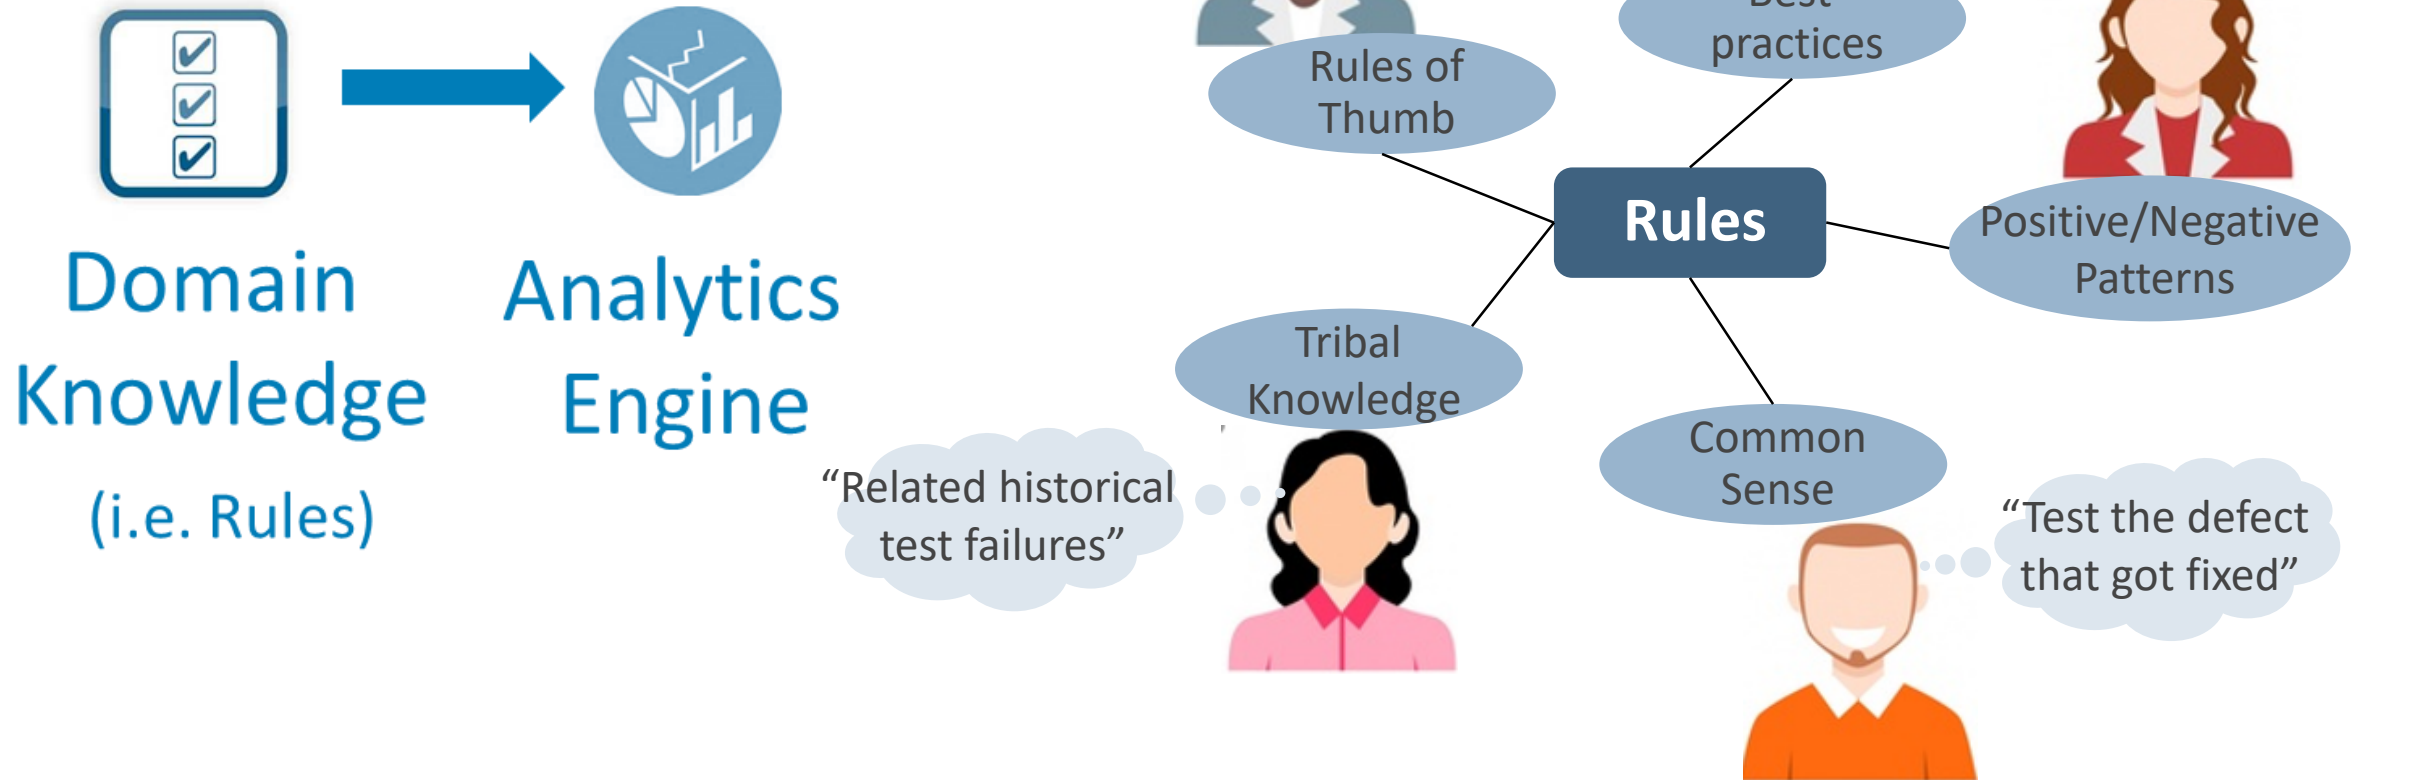 Domain
Knowledge
(i.e. Rules)
Analytics
Engine
Best
practices
Rules of
Thumb
Rules
Positive/Negative
Patterns
Tribal
Knowledge
Common
Sense
“Related historical
test failures”
“Test the defect
that got fixed”